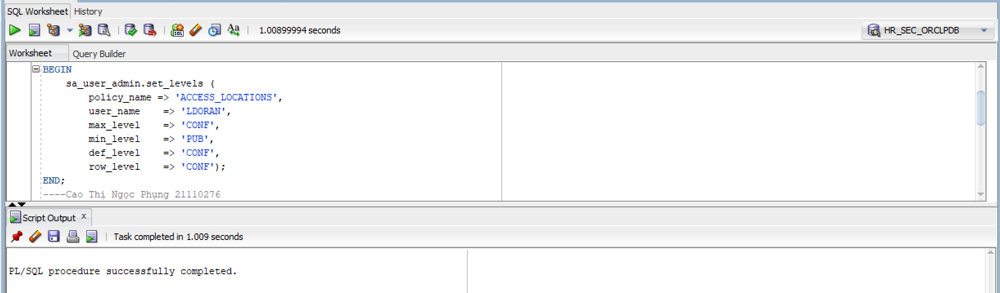 SQL Worksheet History
SQL Aa 1.00899994 seconds HR_SEC_ORCLPDB
Worksheet Query Builder
BEGIN
    sa_user_admin.set_levels (
        policy_name => 'ACCESS_LOCATIONS',
        user_name    => 'LDORAN',
        max_level    => 'CONF',
        min_level    => 'PUB',
        def_level    => 'CONF',
        row_level    => 'CONF');
END;
----Cao Thị Ngọc Phụng 21110276
Script Output x
Task completed in 1.009 seconds
PL/SQL procedure successfully completed.